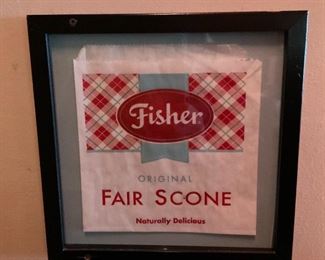 Fisher
ORIGINAL
FAIR SCONE
Naturally Delicious